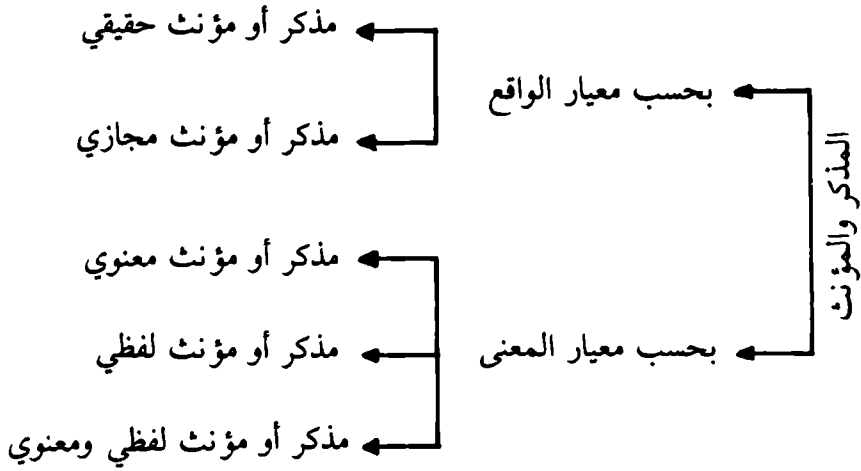 المذكر والمؤنث
بحسب معيار الواقع
مذكر أو مؤنث حقيقي
مذكر أو مؤنث مجازي
بحسب معيار المعنى
مذكر أو مؤنث معنوي
مذكر أو مؤنث لفظي
مذكر أو مؤنث لفظي ومعنوي